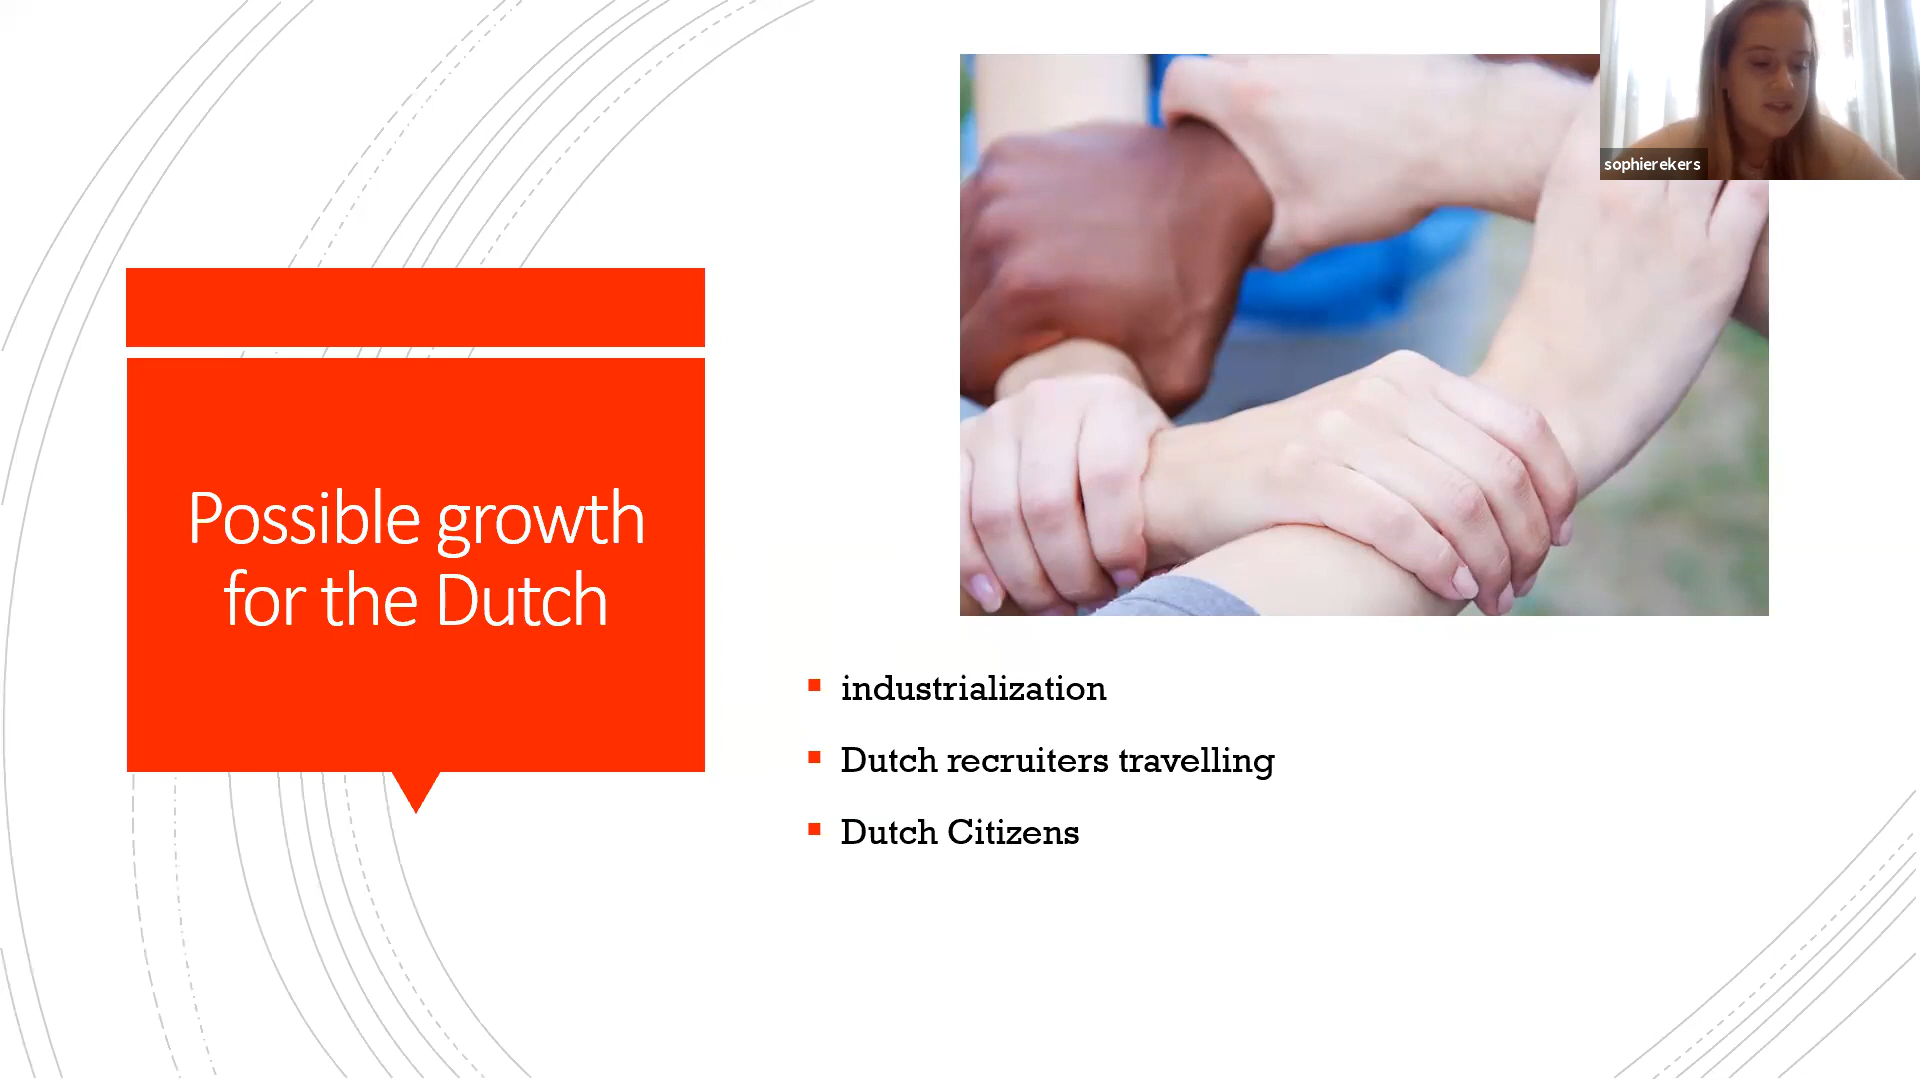 sophierekers
Possible growth
for the Dutch
industrialization
Dutch recruiters travelling
Dutch Citizens